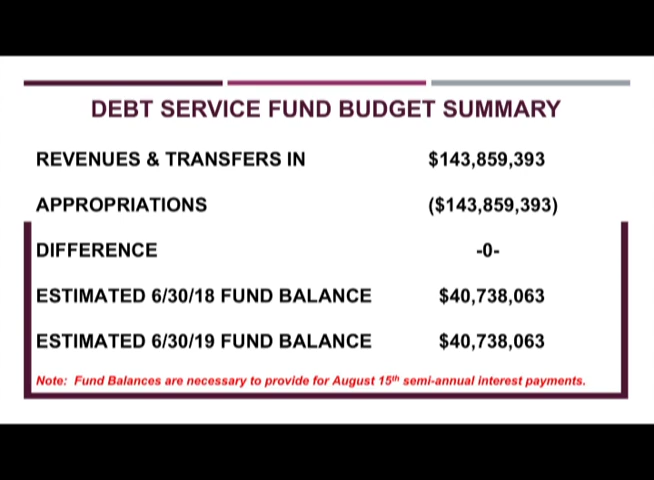 DEBT SERVICE FUND BUDGET SUMMARY
REVENUES & TRANSFERS IN $143,859,393
APPROPRIATIONS ($143,859,393)
DIFFERENCE -0-
ESTIMATED 6/30/18 FUND BALANCE $40,738,063
ESTIMATED 6/30/19 FUND BALANCE $40,738,063
Note: Fund Balances are necessary to provide for August 15th semi-annual interest payments.